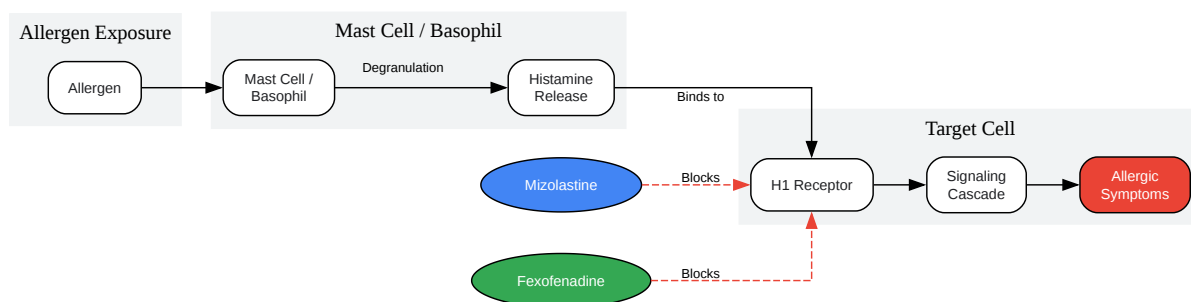 Allergen Exposure
Mast Cell / Basophil
Allergen
Mast Cell /
Basophil
Degranulation
Histamine
Release
Binds to
Target Cell
Mizolastine
Blocks
H1 Receptor
Signaling
Cascade
Allergic
Symptoms
Fexofenadine
Blocks